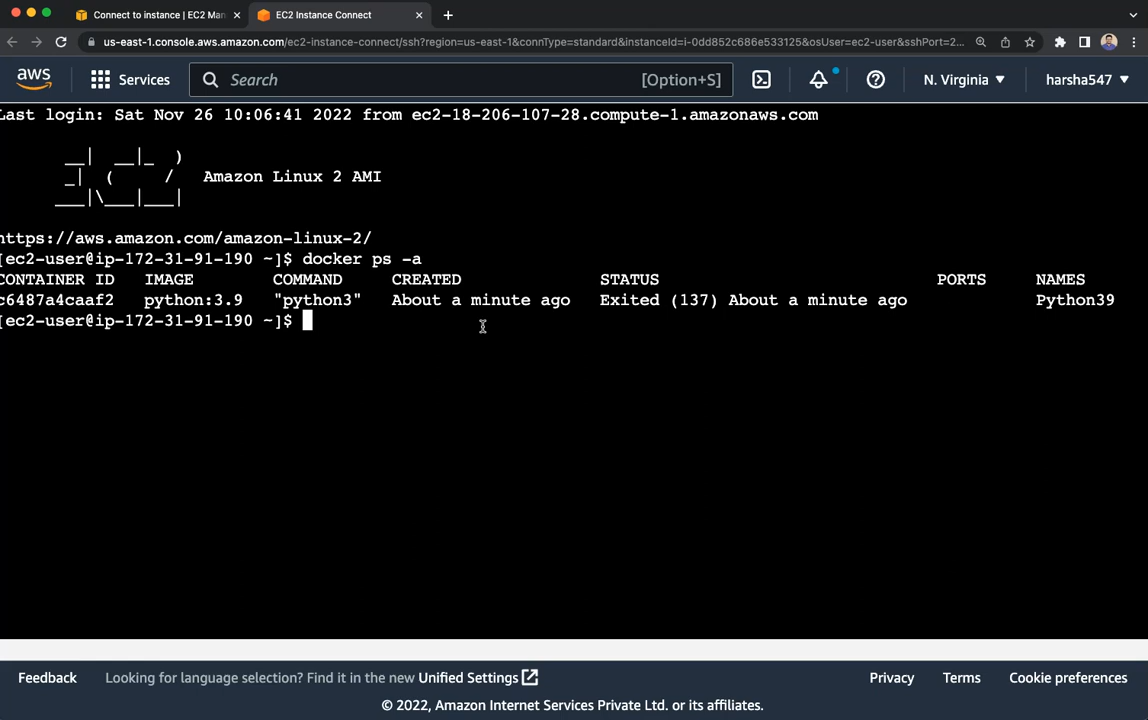 Connect to instance | EC2 Man
EC2 Instance Connect
us-east-1.console.aws.amazon.com/ec2-instance-connect/ssh?region=us-east-1&connType=standard&instanceId=i-0dd852c686e533125&osUser=ec2-user&sshPort=2...
aws
Services
Search
[Option+S]
N. Virginia
harsha547
Last login: Sat Nov 26 10:06:41 2022 from ec2-18-206-107-28.compute-1.amazonaws.com
__|  __|_  )
_|  (     /   Amazon Linux 2 AMI
___|\___|___|
https://aws.amazon.com/amazon-linux-2/
[ec2-user@ip-172-31-91-190 ~]$ docker ps -a
CONTAINER ID   IMAGE   COMMAND   CREATED   STATUS   PORTS   NAMES
c6487a4caaf2   python:3.9   "python3"   About a minute ago   Exited (137) About a minute ago   Python39
[ec2-user@ip-172-31-91-190 ~]$
Feedback
Looking for language selection? Find it in the new Unified Settings
Privacy
Terms
Cookie preferences
© 2022, Amazon Internet Services Private Ltd. or its affiliates.